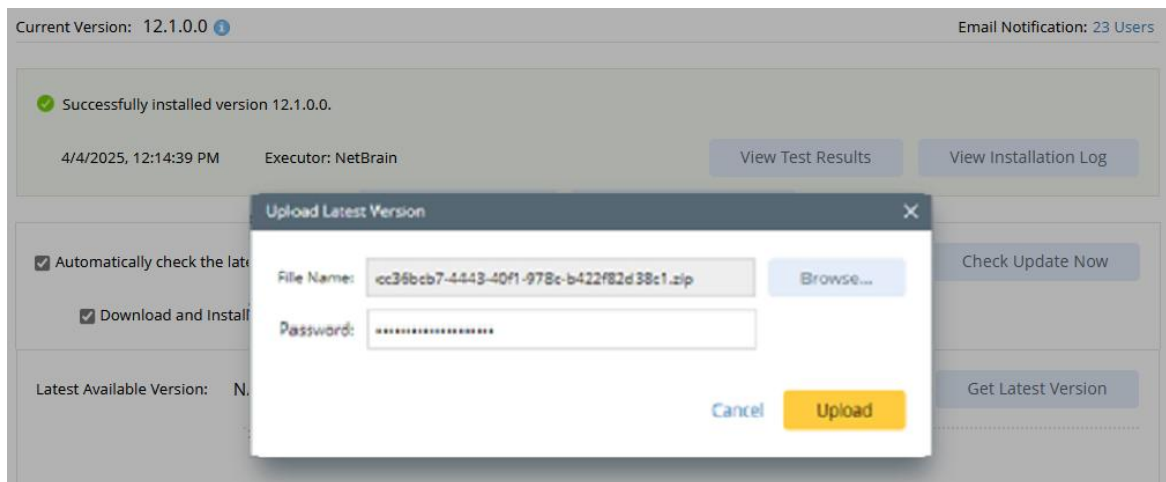 Current Version: 12.1.0.0
Email Notification: 23 Users
Successfully installed version 12.1.0.0.
4/4/2025, 12:14:39 PM Executor: NetBrain View Test Results View Installation Log
Upload Latest Version
Automatically check the late
Check Update Now
File Name: cc36bcb7-4443-40f1-978c-b422f82d38c1.zip Browse...
Download and Install
Password: ••••••••••••••••••••
Latest Available Version: N.
Get Latest Version
Cancel Upload